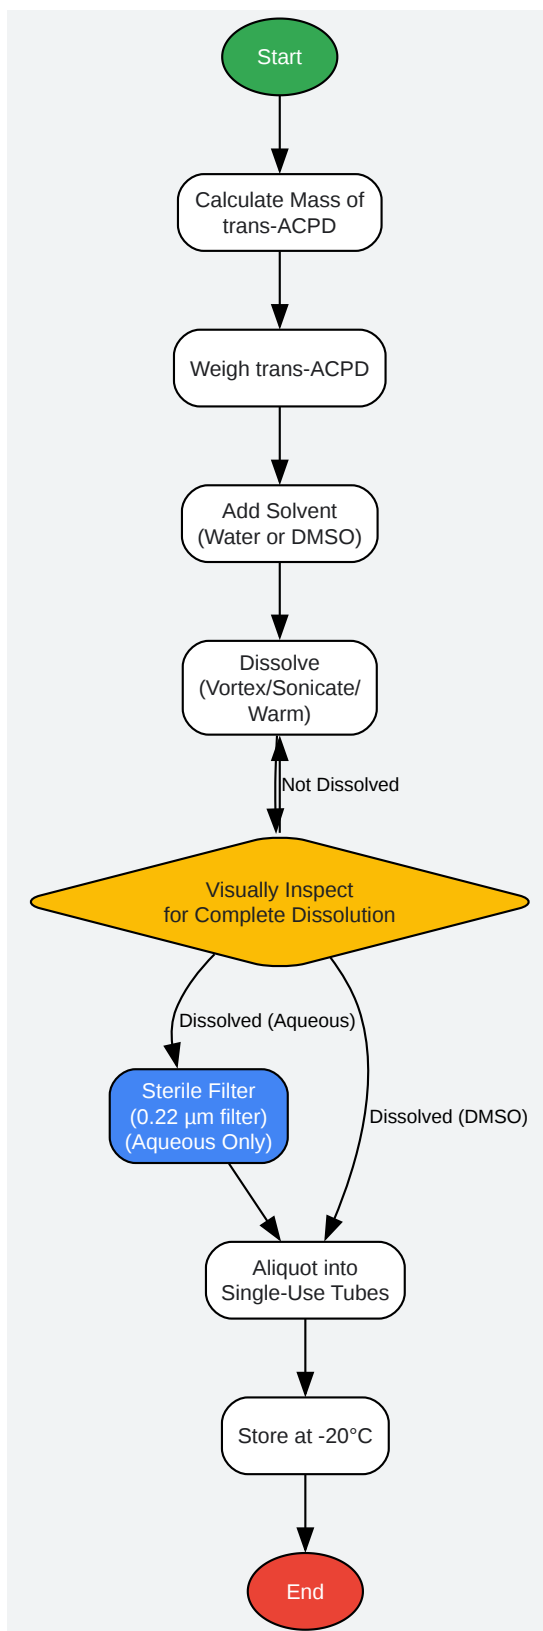 Start
Calculate Mass of
trans-ACPD
Weigh trans-ACPD
Add Solvent
(Water or DMSO)
Dissolve
(Vortex/Sonicate/
Warm)
Not Dissolved
Visually Inspect
for Complete Dissolution
Dissolved (Aqueous)
Sterile Filter
(0.22 µm filter)
(Aqueous Only)
Dissolved (DMSO)
Aliquot into
Single-Use Tubes
Store at -20°C
End